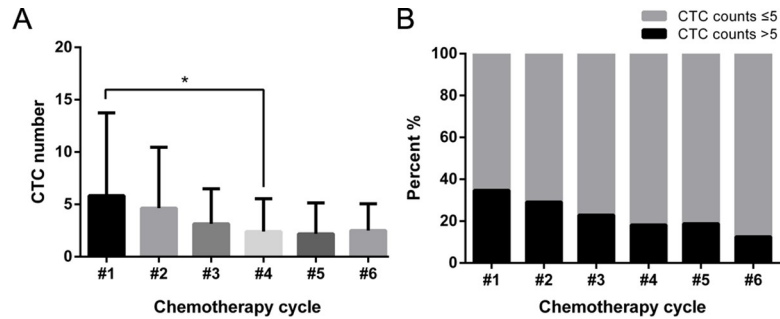 A
CTC number
20
15
10
5
0
*
#1 #2 #3 #4 #5 #6
Chemotherapy cycle
B
CTC counts ≤5
CTC counts >5
Percent %
100
80
60
40
20
0
#1 #2 #3 #4 #5 #6
Chemotherapy cycle